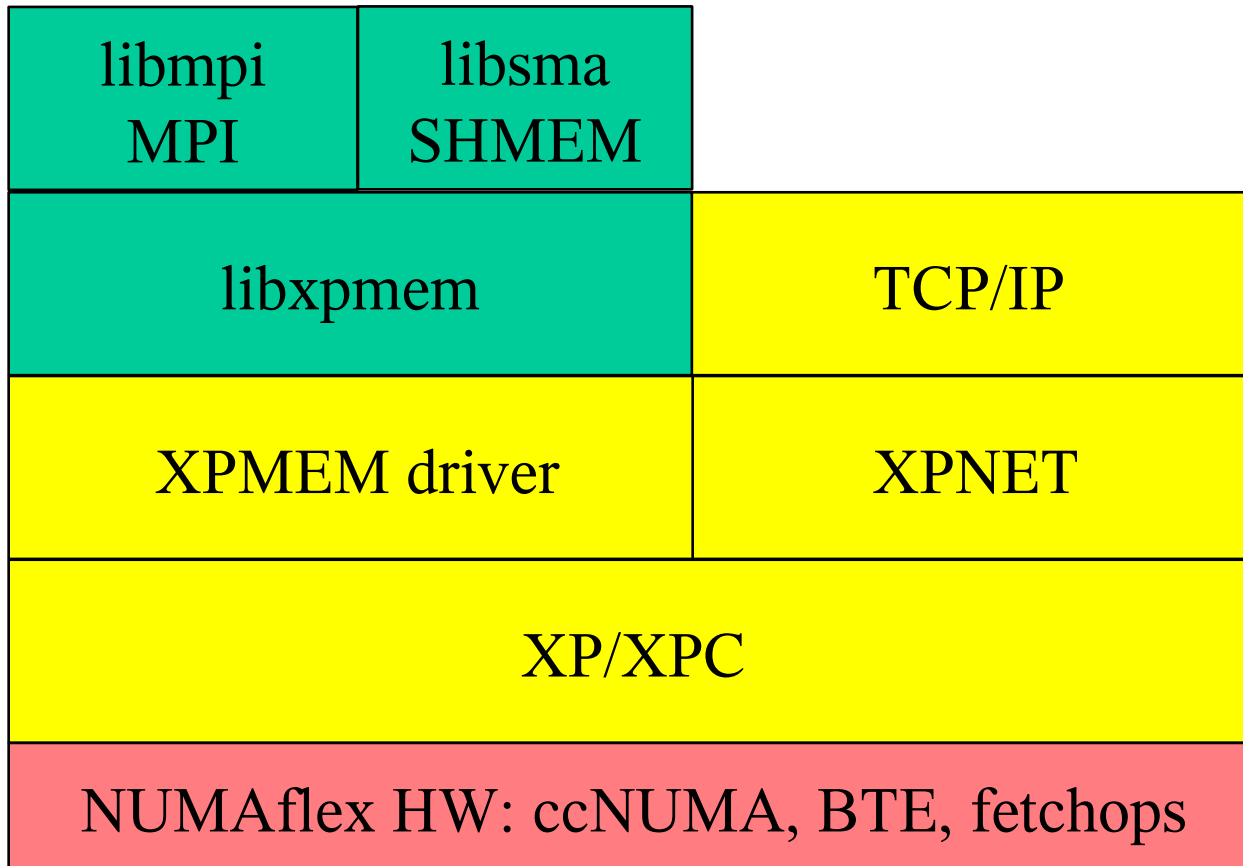 libmpi
MPI
libsma
SHMEM
libxpmem
TCP/IP
XPMEM driver
XPNET
XP/XPC
NUMAflex HW: ccNUMA, BTE, fetchops